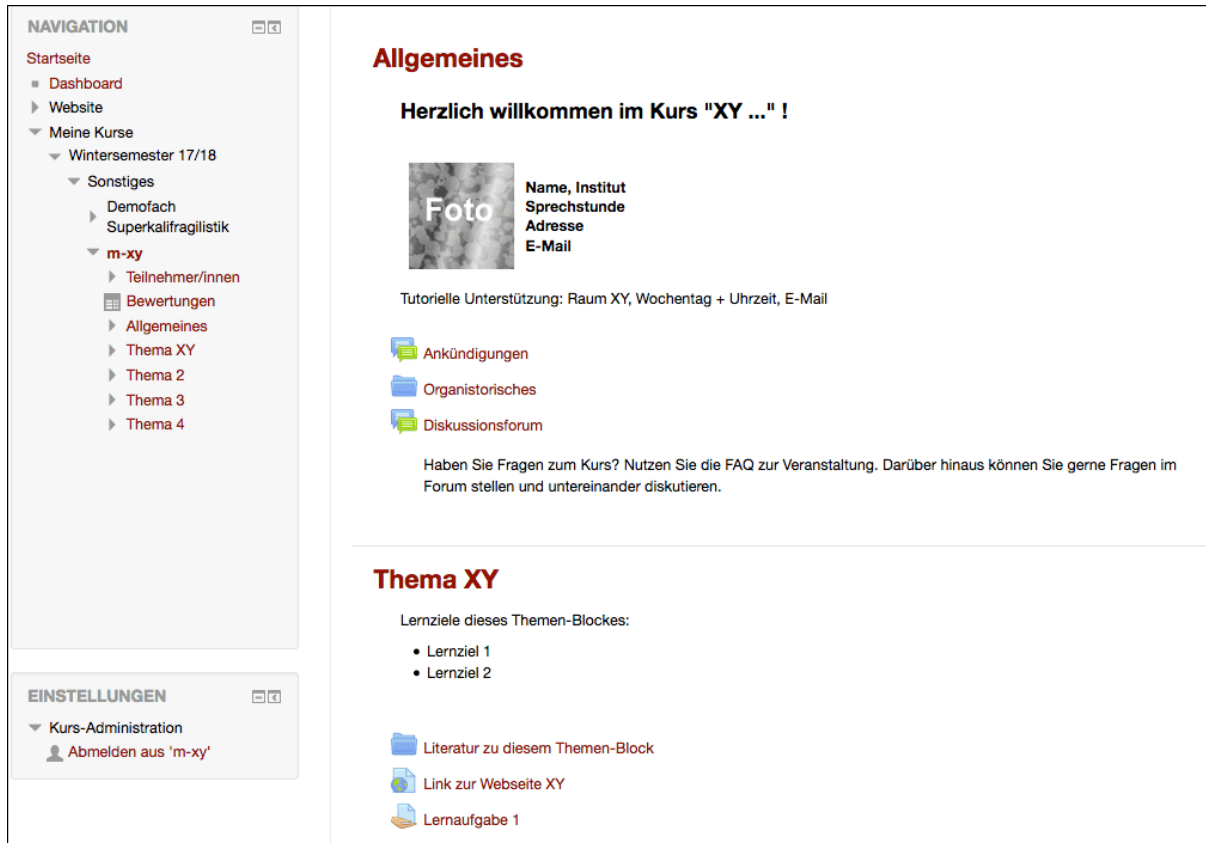 NAVIGATION
Startseite
Dashboard
Website
Meine Kurse
Wintersemester 17/18
Sonstiges
Demofach
Superkalifragilistik
m-xy
Teilnehmer/innen
Bewertungen
Allgemeines
Thema XY
Thema 2
Thema 3
Thema 4
EINSTELLUNGEN
Kurs-Administration
Abmelden aus 'm-xy'
Allgemeines
Herzlich willkommen im Kurs "XY ..." !
Foto
Name, Institut
Sprechstunde
Adresse
E-Mail
Tutorielle Unterstützung: Raum XY, Wochentag + Uhrzeit, E-Mail
Ankündigungen
Organistorisches
Diskussionsforum
Haben Sie Fragen zum Kurs? Nutzen Sie die FAQ zur Veranstaltung. Darüber hinaus können Sie gerne Fragen im
Forum stellen und untereinander diskutieren.
Thema XY
Lernziele dieses Themen-Blockes:
• Lernziel 1
• Lernziel 2
Literatur zu diesem Themen-Block
Link zur Webseite XY
Lernaufgabe 1